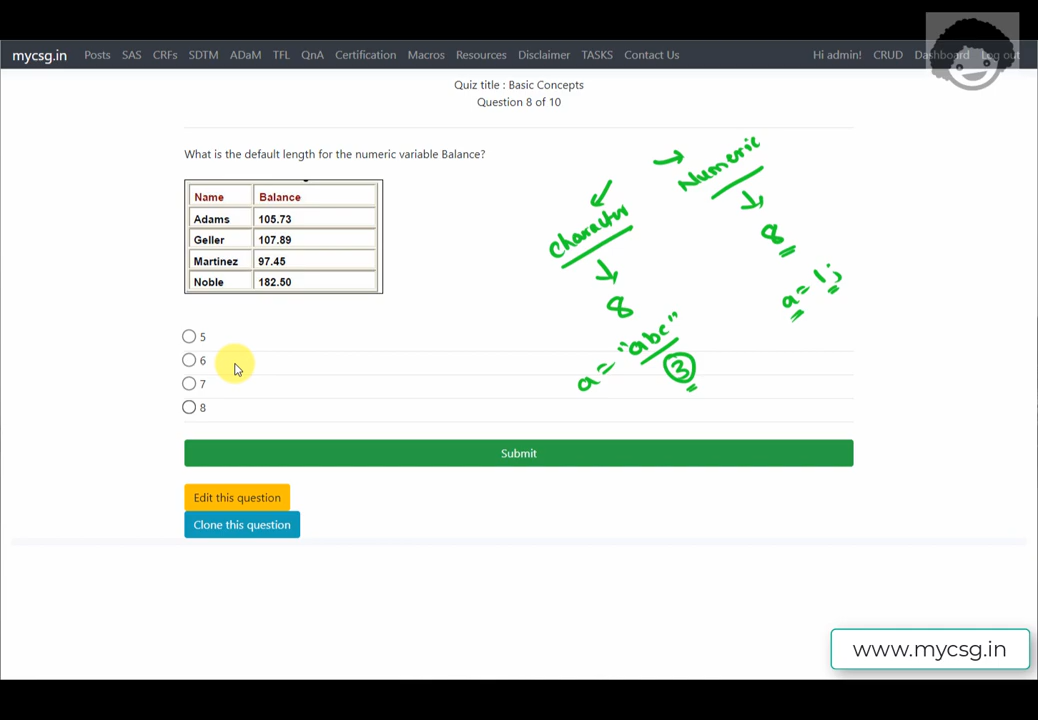 mycsg.in Posts SAS CRFs SDTM ADaM TFL QnA Certification Macros Resources Disclaimer TASKS Contact Us Hi admin! CRUD Dashboard Log out
Quiz title : Basic Concepts
Question 8 of 10
What is the default length for the numeric variable Balance?
Name Balance
Adams 105.73
Geller 107.89
Martinez 97.45
Noble 182.50
→ Numeric
8
a = 1;
Character
8
a = "abc"
3
5
6
7
8
Submit
Edit this question
Clone this question
www.mycsg.in